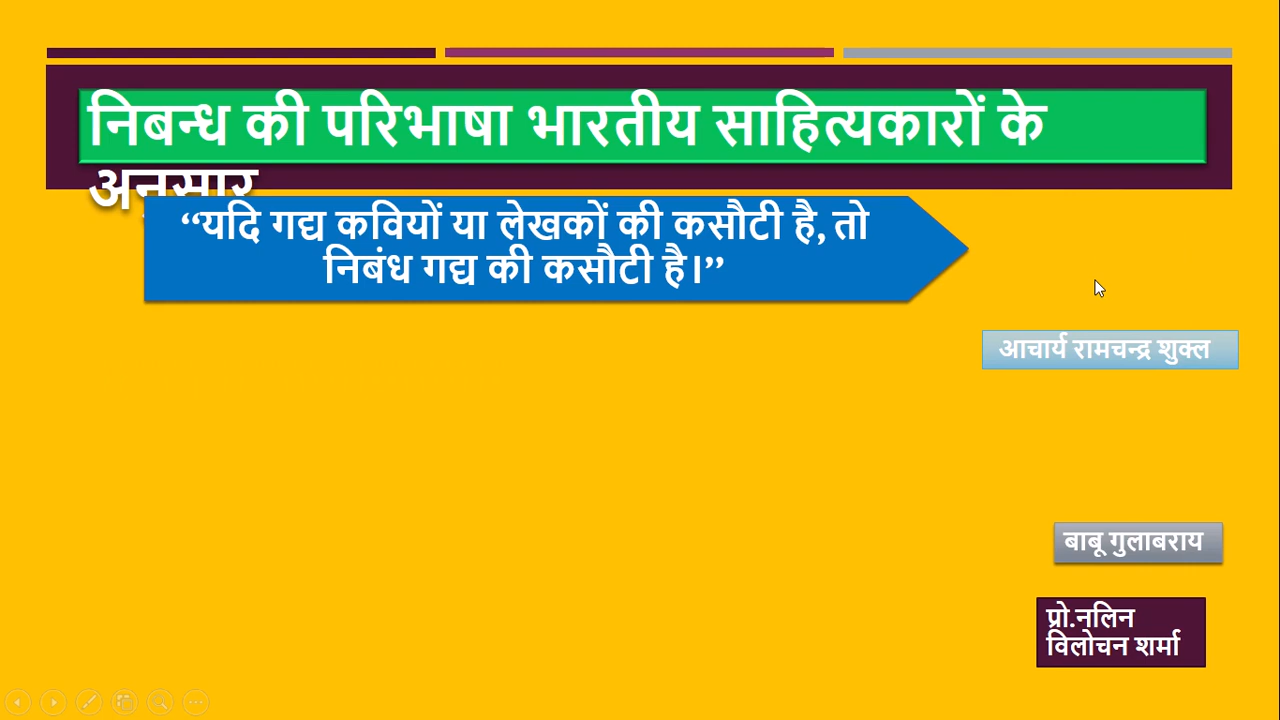 निबन्ध की परिभाषा भारतीय साहित्यकारों के
अनुसार
‘‘यदि गद्य कवियों या लेखकों की कसौटी है, तो
निबंध गद्य की कसौटी है।’’
आचार्य रामचन्द्र शुक्ल
बाबू गुलाबराय
प्रो.नलिन
विलोचन शर्मा